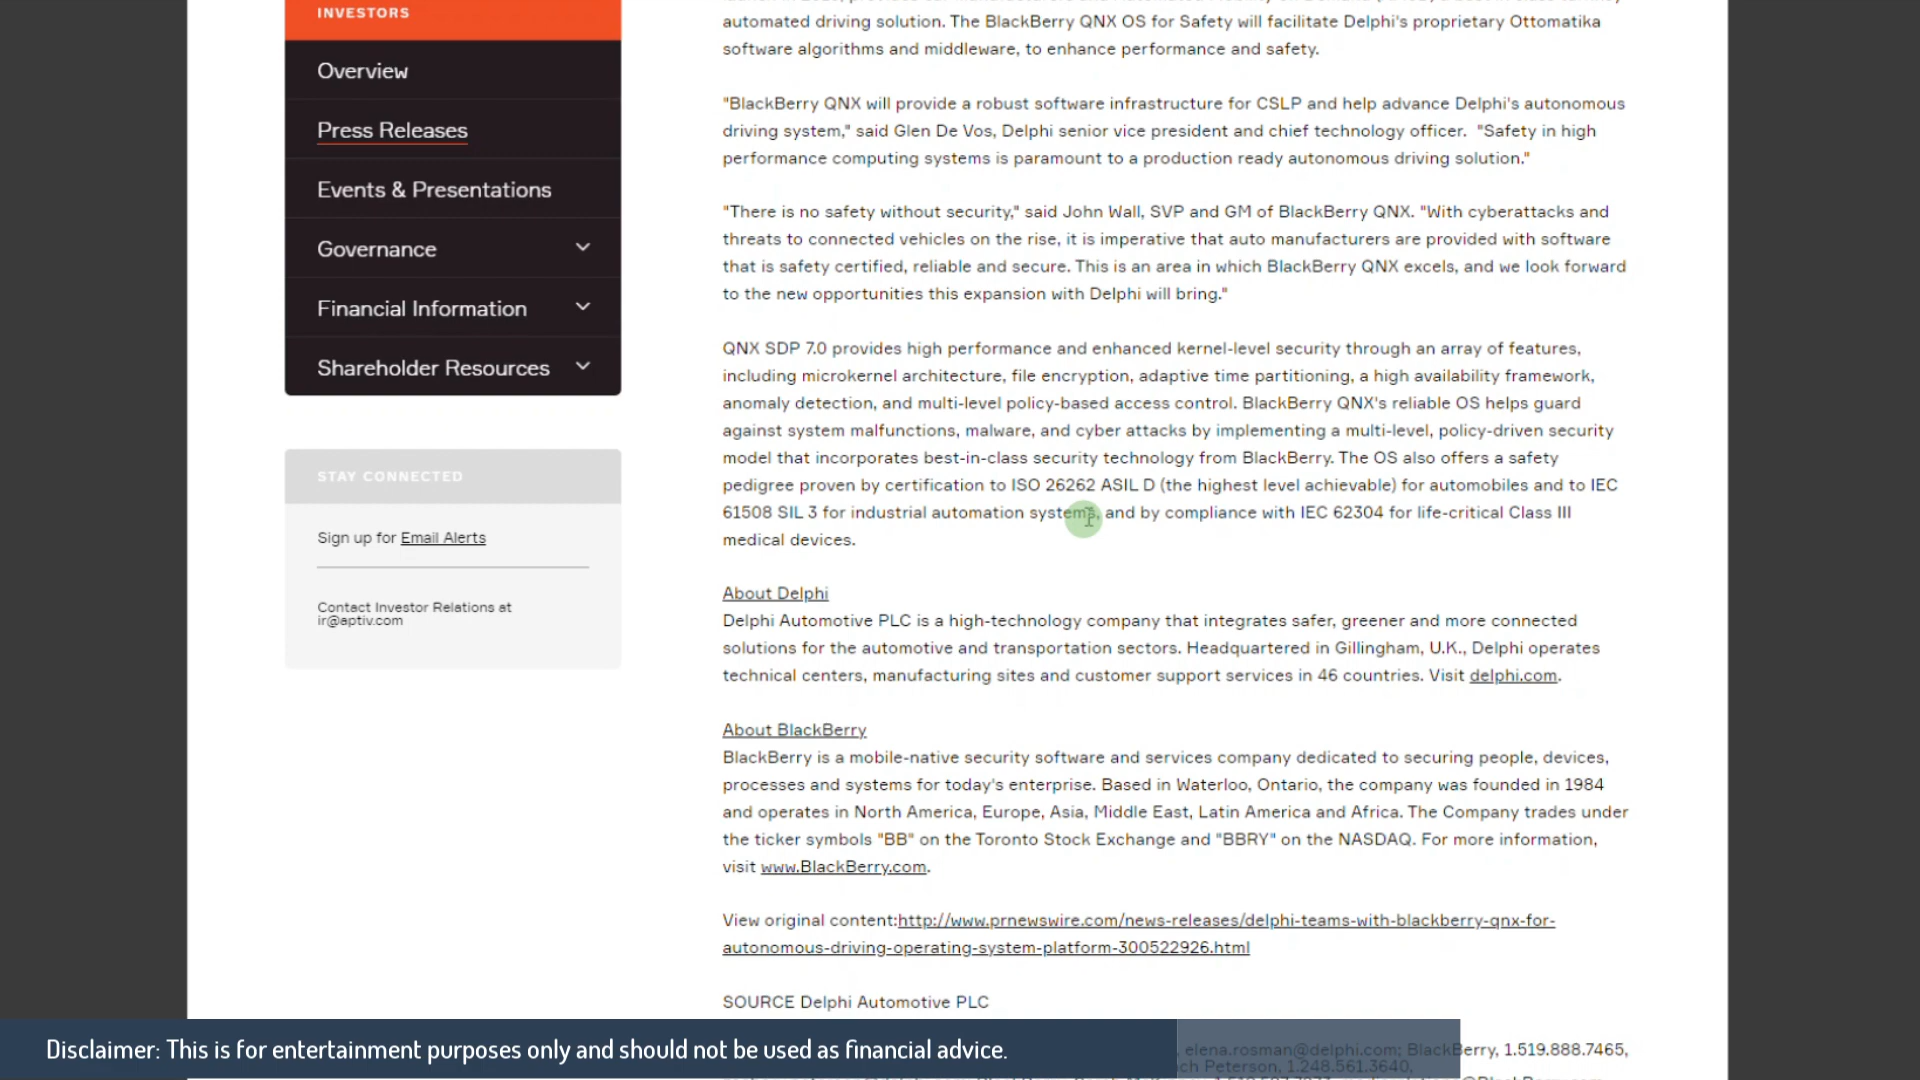 INVESTORS
Overview
Press Releases
Events & Presentations
Governance
Financial Information
Shareholder Resources
STAY CONNECTED
Sign up for Email Alerts
Contact Investor Relations at
ir@aptiv.com
automated driving solution. The BlackBerry QNX OS for Safety will facilitate Delphi's proprietary Ottomatika
software algorithms and middleware, to enhance performance and safety.
"BlackBerry QNX will provide a robust software infrastructure for CSLP and help advance Delphi's autonomous
driving system," said Glen De Vos, Delphi senior vice president and chief technology officer. "Safety in high
performance computing systems is paramount to a production ready autonomous driving solution."
"There is no safety without security," said John Wall, SVP and GM of BlackBerry QNX. "With cyberattacks and
threats to connected vehicles on the rise, it is imperative that auto manufacturers are provided with software
that is safety certified, reliable and secure. This is an area in which BlackBerry QNX excels, and we look forward
to the new opportunities this expansion with Delphi will bring."
QNX SDP 7.0 provides high performance and enhanced kernel-level security through an array of features,
including microkernel architecture, file encryption, adaptive time partitioning, a high availability framework,
anomaly detection, and multi-level policy-based access control. BlackBerry QNX's reliable OS helps guard
against system malfunctions, malware, and cyber attacks by implementing a multi-level, policy-driven security
model that incorporates best-in-class security technology from BlackBerry. The OS also offers a safety
pedigree proven by certification to ISO 26262 ASIL D (the highest level achievable) for automobiles and to IEC
61508 SIL 3 for industrial automation systems, and by compliance with IEC 62304 for life-critical Class III
medical devices.
About Delphi
Delphi Automotive PLC is a high-technology company that integrates safer, greener and more connected
solutions for the automotive and transportation sectors. Headquartered in Gillingham, U.K., Delphi operates
technical centers, manufacturing sites and customer support services in 46 countries. Visit delphi.com.
About BlackBerry
BlackBerry is a mobile-native security software and services company dedicated to securing people, devices,
processes and systems for today's enterprise. Based in Waterloo, Ontario, the company was founded in 1984
and operates in North America, Europe, Asia, Middle East, Latin America and Africa. The Company trades under
the ticker symbols "BB" on the Toronto Stock Exchange and "BBRY" on the NASDAQ. For more information,
visit www.BlackBerry.com.
View original content:http://www.prnewswire.com/news-releases/delphi-teams-with-blackberry-qnx-for-
autonomous-driving-operating-system-platform-300522926.html
SOURCE Delphi Automotive PLC
elena.rosman@delphi.com; BlackBerry, 1.519.888.7465,
Peterson, 1.248.561.3640,
Disclaimer: This is for entertainment purposes only and should not be used as financial advice.